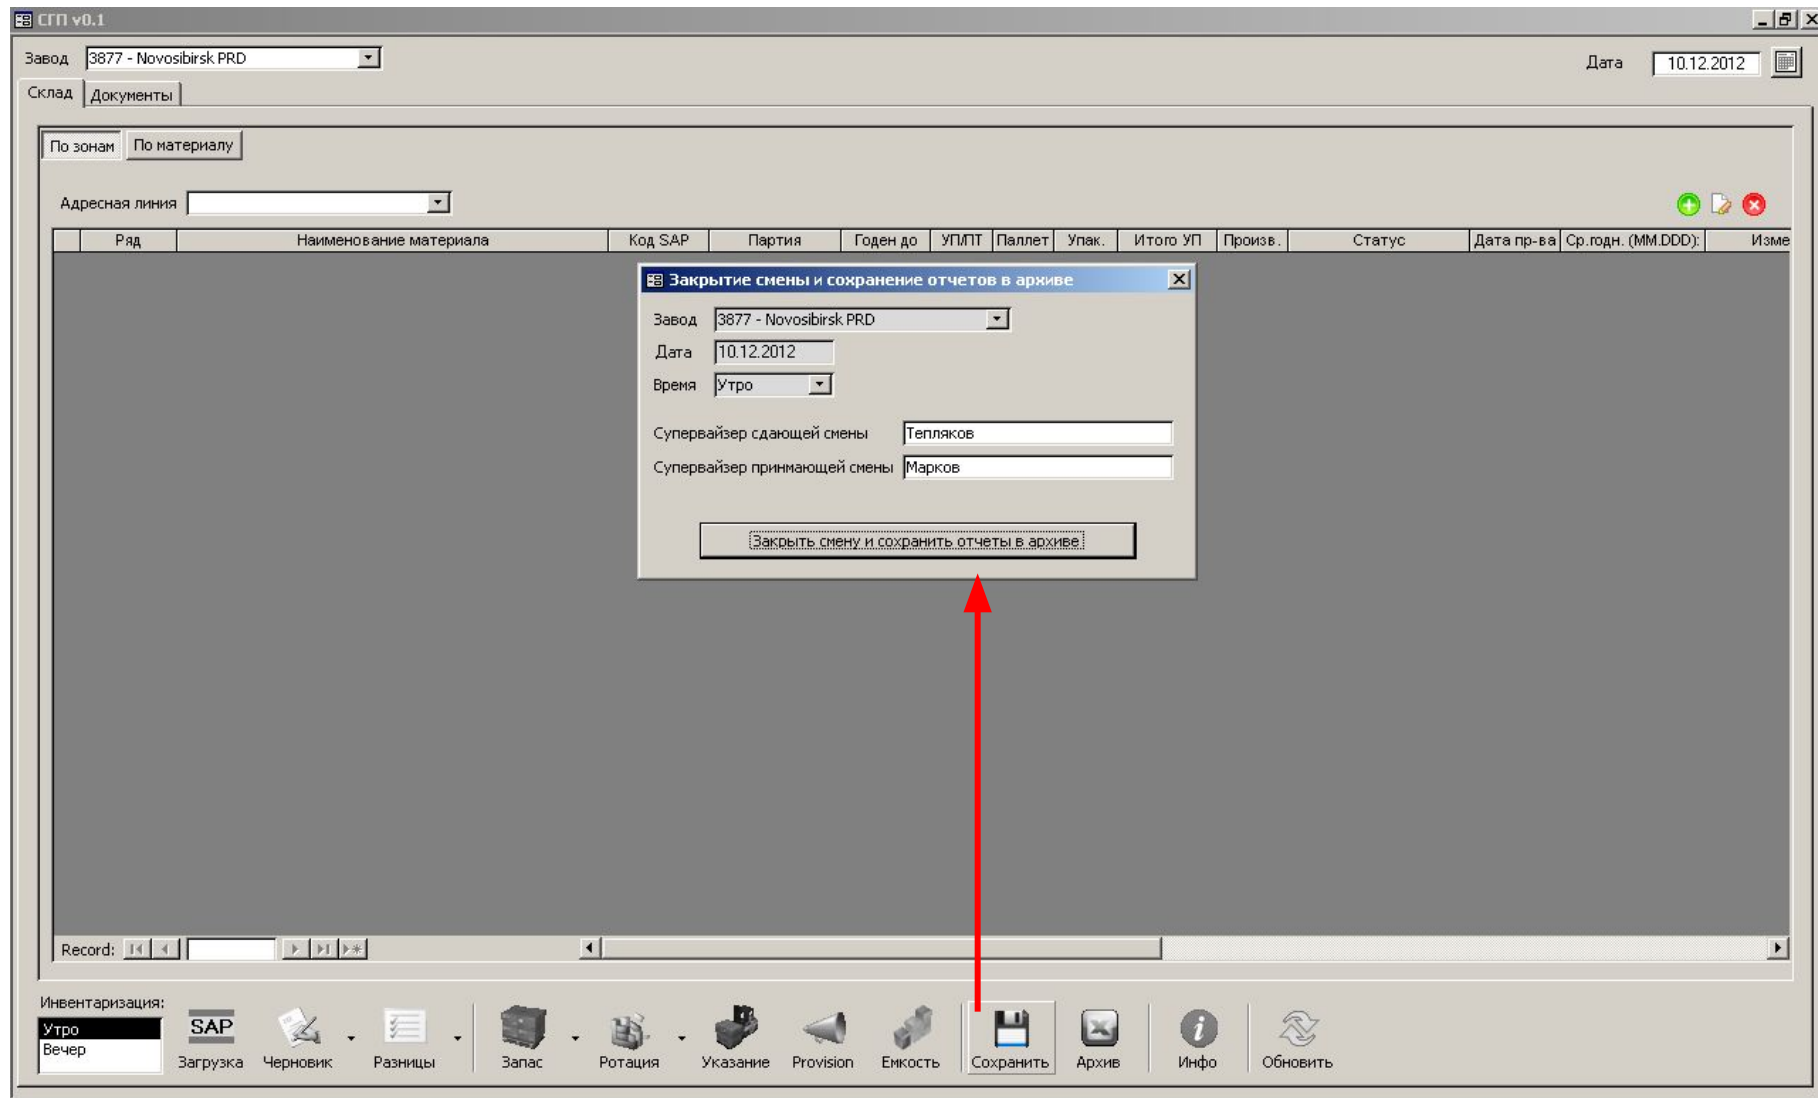 СГП v0.1
Завод 3877 - Novosibirsk PRD Дата 10.12.2012
Склад Документы
По зонам По материалу
Адресная линия
Ряд Наименование материала Код SAP Партия Годен до УП/ПТ Паллет Упак. Итого УП Произв. Статус Дата пр-ва Ср.годн. (MM.DDD): Изме
Закрытие смены и сохранение отчетов в архиве
Завод 3877 - Novosibirsk PRD
Дата 10.12.2012
Время Утро
Супервайзер сдающей смены Тепляков
Супервайзер принмающей смены Марков
Закрыть смену и сохранить отчеты в архиве
Record:
Инвентаризация:
Утро
Вечер
SAP
Загрузка Черновик Разницы Запас Ротация Указание Provision Емкость Сохранить Архив Инфо Обновить